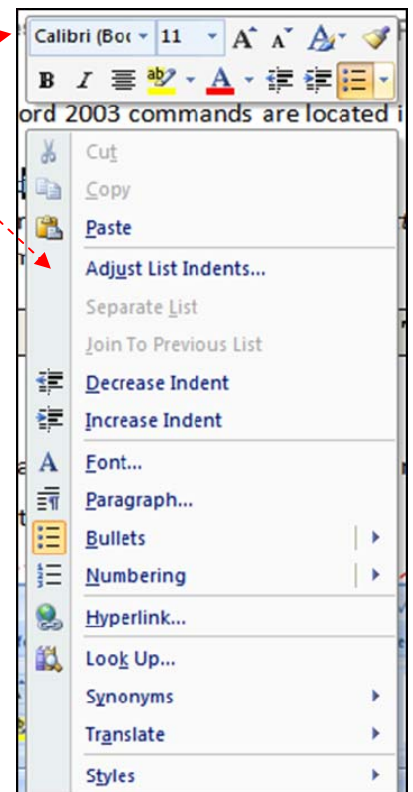 Calibri (Bod 11 A A A
B I A
ord 2003 commands are located i
Cut
Copy
Paste
Adjust List Indents...
Separate List
Join To Previous List
Decrease Indent
Increase Indent
Font...
Paragraph...
Bullets
Numbering
Hyperlink...
Look Up...
Synonyms
Translate
Styles